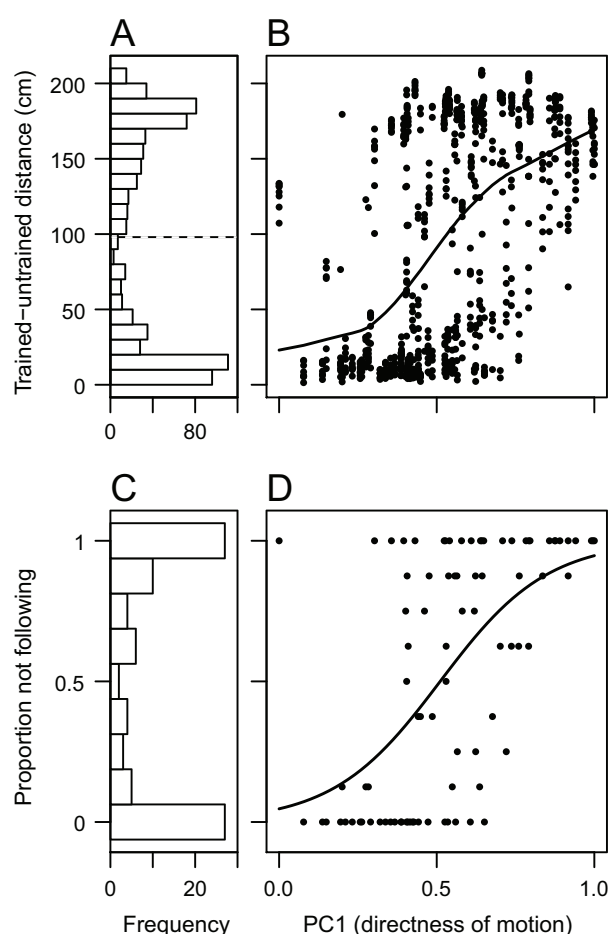 A
B
Trained−untrained distance (cm)
200
150
100
50
0
0
80
C
D
Proportion not following
1
0.5
0
0
20
0.0
0.5
1.0
Frequency
PC1 (directness of motion)